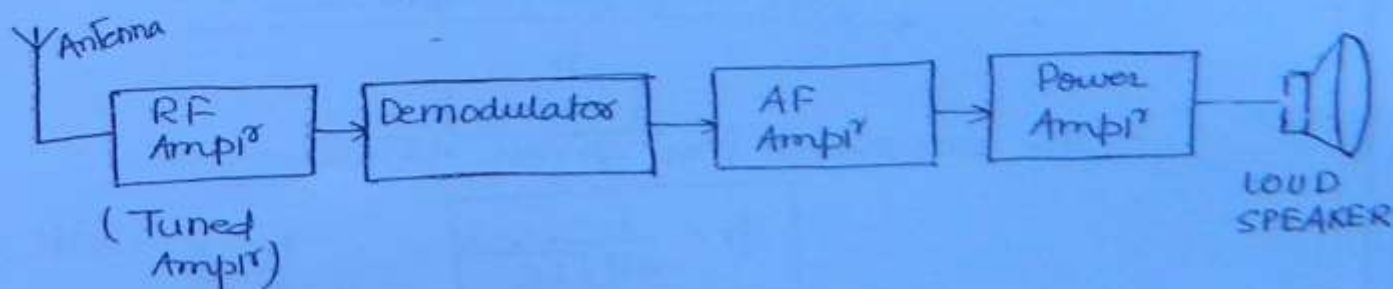 Antenna
RF
Amplʳ
(Tuned
Amplʳ)
Demodulator
AF
Amplʳ
Power
Amplʳ
LOUD
SPEAKER